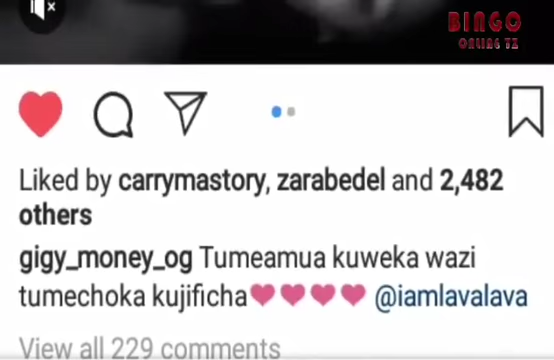 BINGO
ONLINE TZ
Liked by carrymastory, zarabedel and 2,482
others
gigy_money_og Tumeamua kuweka wazi
tumechoka kujificha💗💗💗💗 @iamlavalava
View all 229 comments